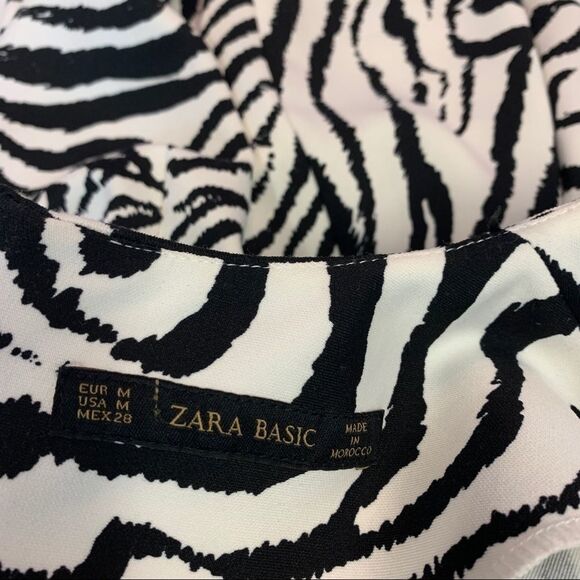 EUR M
USA M
MEX 28
ZARA BASIC
MADE
IN
MOROCCO